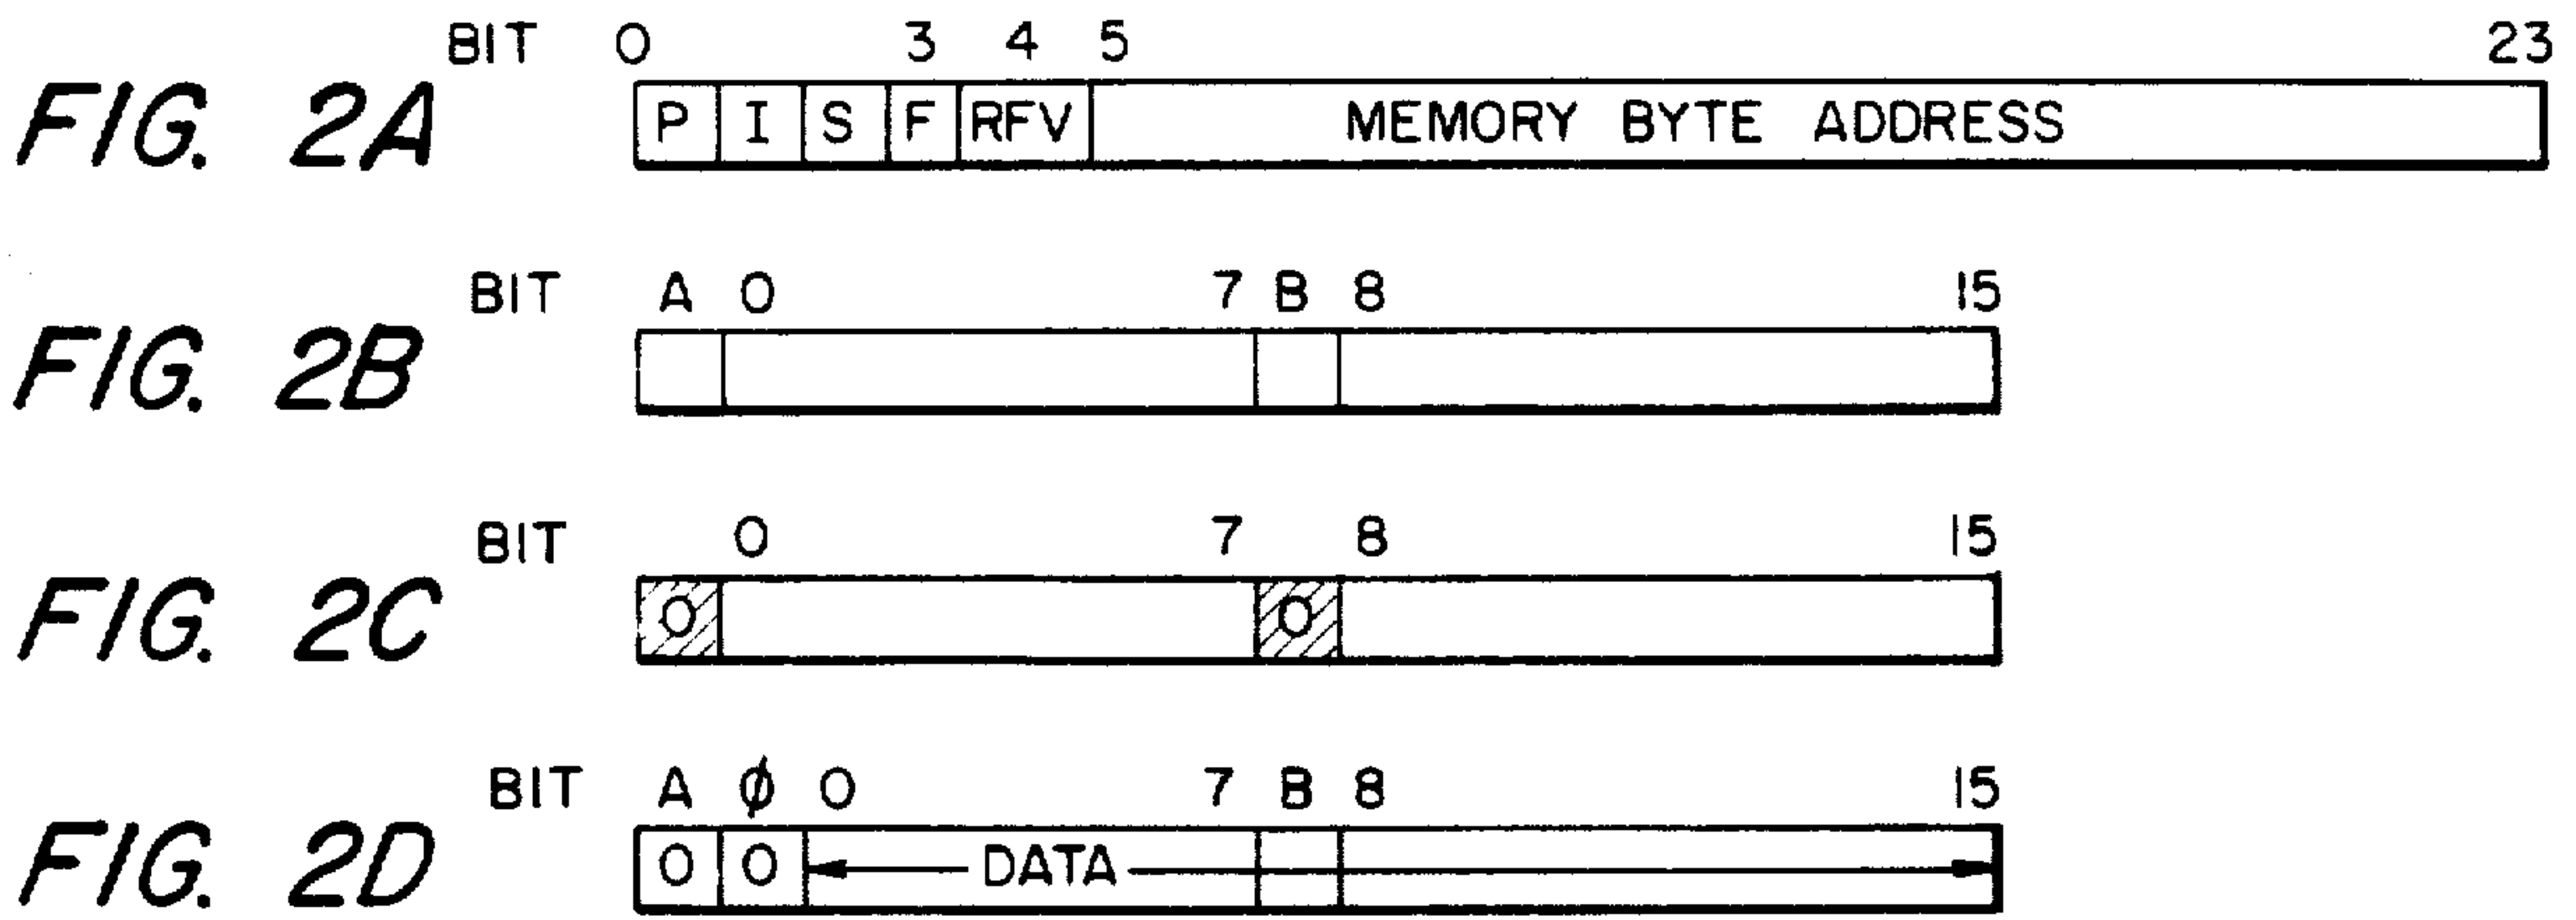 BIT 0 3 4 5 23
FIG. 2A P I S F RFV MEMORY BYTE ADDRESS
BIT A 0 7 B 8 15
FIG. 2B
BIT 0 7 8 15
FIG. 2C 0 0
BIT A ϕ 0 7 B 8 15
FIG. 2D 0 0 DATA